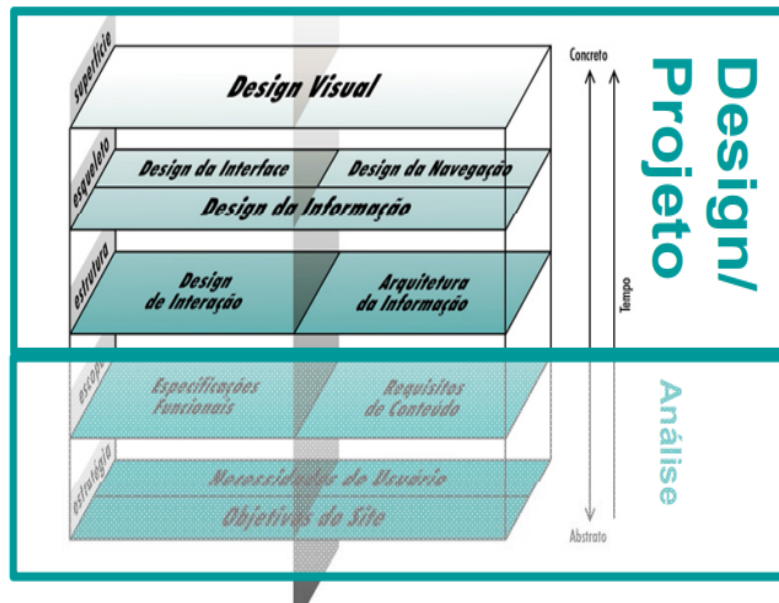 superfície
Design Visual
Concreto
Design/
Projeto
esqueleto
Design da Interface
Design da Navegação
Design da Informação
estrutura
Design
de Interação
Arquitetura
da Informação
Tempo
escopo
Especificações
Funcionais
Requisitos
de Conteúdo
Análise
estratégia
Necessidades do Usuário
Objetivos do Site
Abstrato